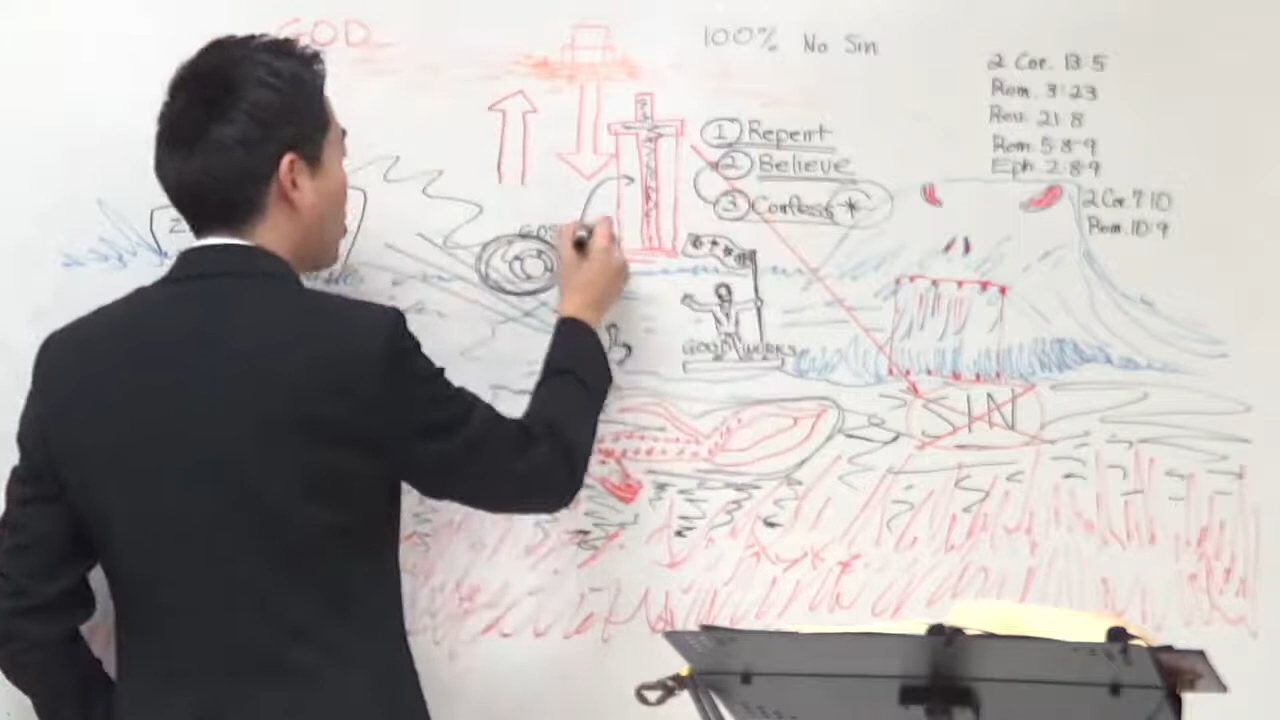 GOD
100% No Sin
2 Cor. 13:5
Rom. 3:23
Rev. 21:8
Rom. 5:8-9
Eph. 2:8-9
2 Cor 7:10
Rom. 10:9
① Repent
② Believe
③ Confess *
GOOD WORKS
SIN